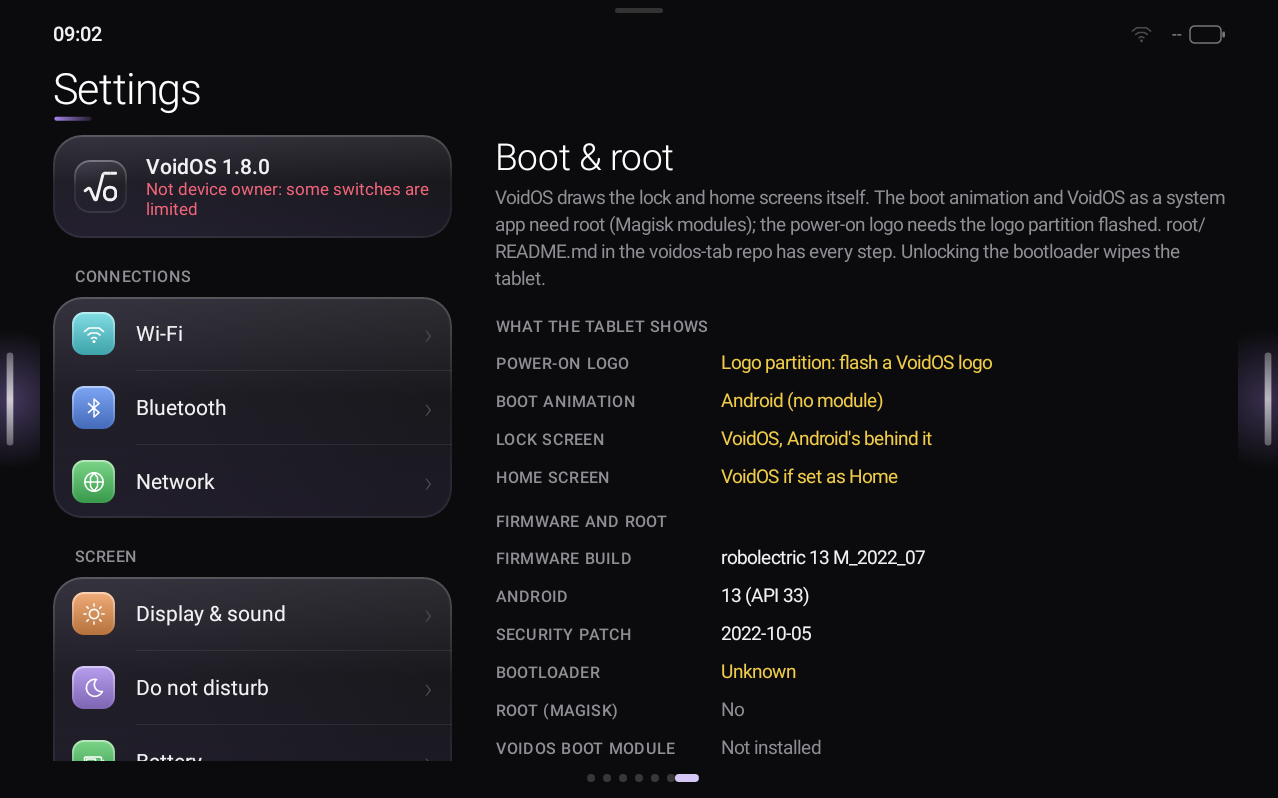 09:02
--
Settings
VoidOS 1.8.0
Not device owner: some switches are
limited
CONNECTIONS
Wi-Fi
Bluetooth
Network
SCREEN
Display & sound
Do not disturb
Battery
Boot & root
VoidOS draws the lock and home screens itself. The boot animation and VoidOS as a system
app need root (Magisk modules); the power-on logo needs the logo partition flashed. root/
README.md in the voidos-tab repo has every step. Unlocking the bootloader wipes the
tablet.
WHAT THE TABLET SHOWS
POWER-ON LOGO Logo partition: flash a VoidOS logo
BOOT ANIMATION Android (no module)
LOCK SCREEN VoidOS, Android's behind it
HOME SCREEN VoidOS if set as Home
FIRMWARE AND ROOT
FIRMWARE BUILD robolectric 13 M_2022_07
ANDROID 13 (API 33)
SECURITY PATCH 2022-10-05
BOOTLOADER Unknown
ROOT (MAGISK) No
VOIDOS BOOT MODULE Not installed